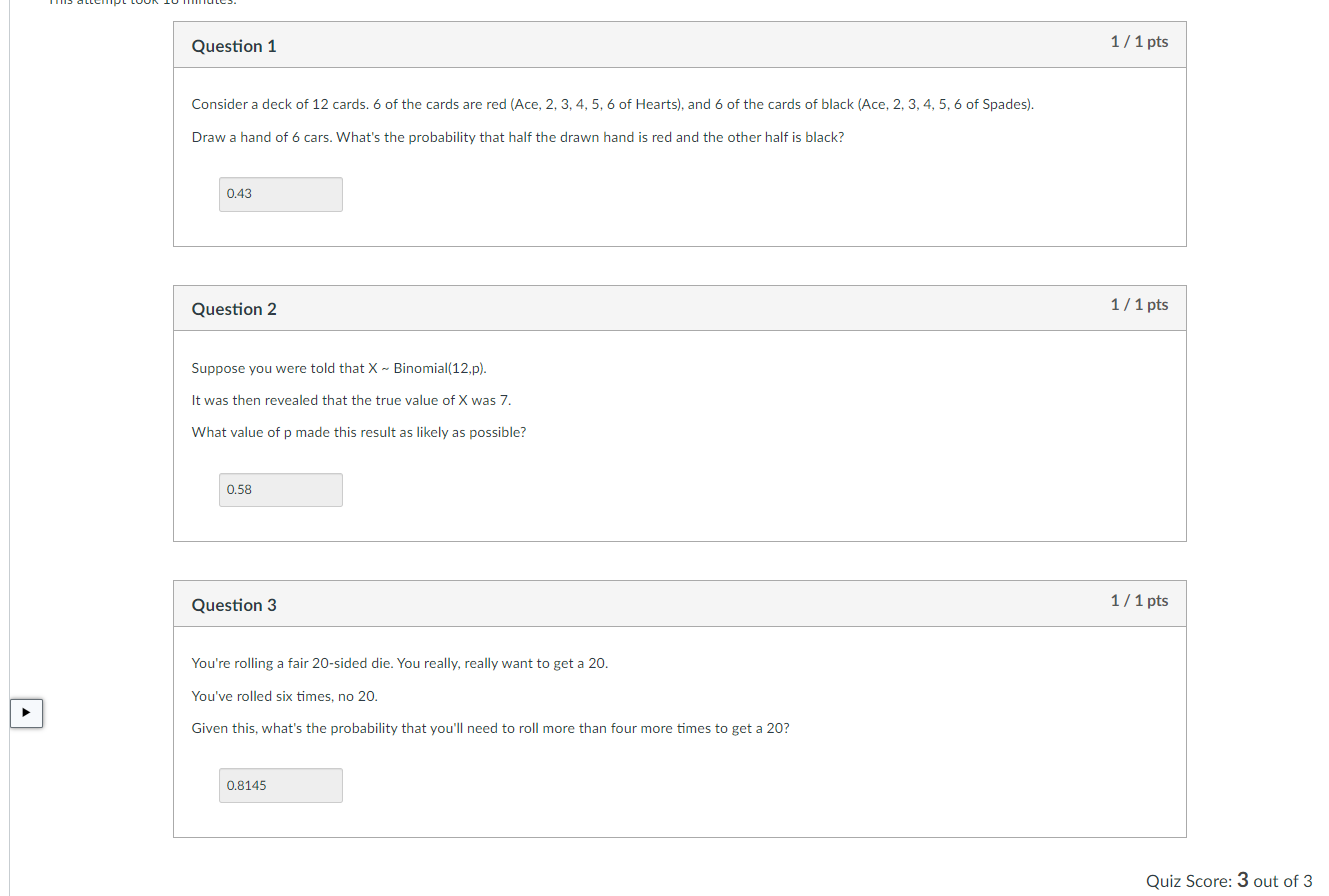 This attempt took 18 minutes.
Question 1
1 / 1 pts
Consider a deck of 12 cards. 6 of the cards are red (Ace, 2, 3, 4, 5, 6 of Hearts), and 6 of the cards of black (Ace, 2, 3, 4, 5, 6 of Spades).
Draw a hand of 6 cars. What's the probability that half the drawn hand is red and the other half is black?
0.43
Question 2
1 / 1 pts
Suppose you were told that X ~ Binomial(12,p).
It was then revealed that the true value of X was 7.
What value of p made this result as likely as possible?
0.58
Question 3
1 / 1 pts
You're rolling a fair 20-sided die. You really, really want to get a 20.
You've rolled six times, no 20.
Given this, what's the probability that you'll need to roll more than four more times to get a 20?
0.8145
Quiz Score: 3 out of 3